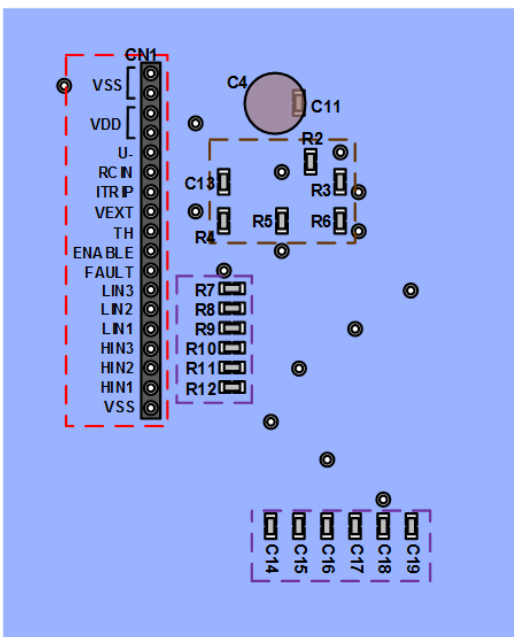 CN1
VSS
VDD
U-
RCIN
ITRIP
VEXT
TH
ENABLE
FAULT
LIN3
LIN2
LIN1
HIN3
HIN2
HIN1
VSS
C4
C11
R2
C13
R3
R4
R5
R6
R7
R8
R9
R10
R11
R12
C14
C15
C16
C17
C18
C19